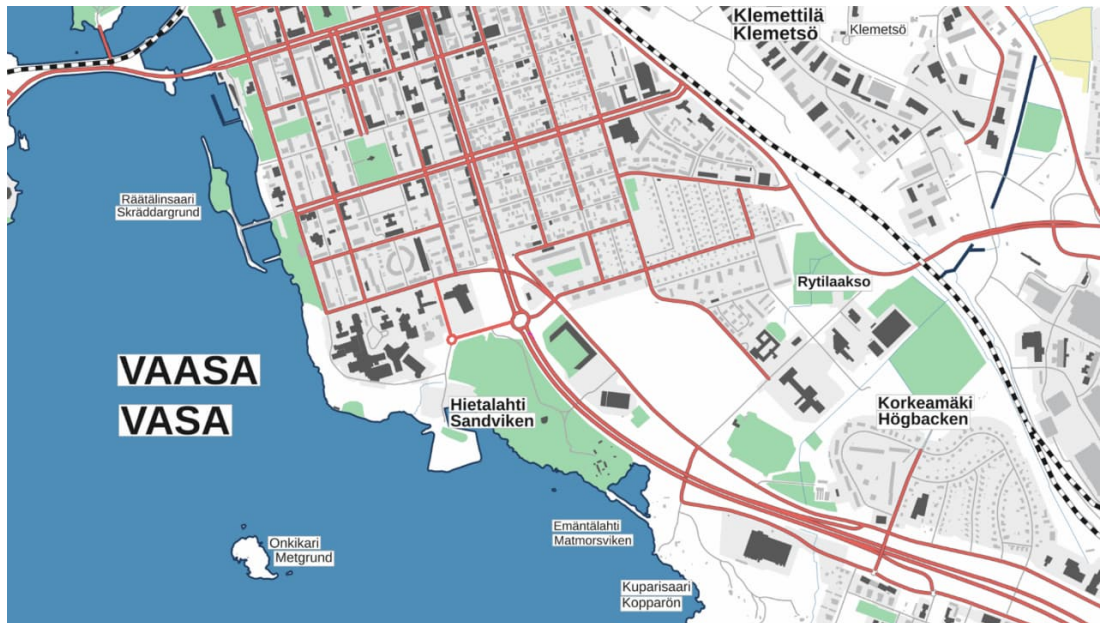 Klemettilä
Klemetsö
Klemetsö
Räätälinsaari
Skräddargrund
Rytilaakso
VAASA
VASA
Hietalahti
Sandviken
Korkeamäki
Högbacken
Emäntälahti
Matmorsviken
Onkikari
Metgrund
Kuparisaari
Kopparön